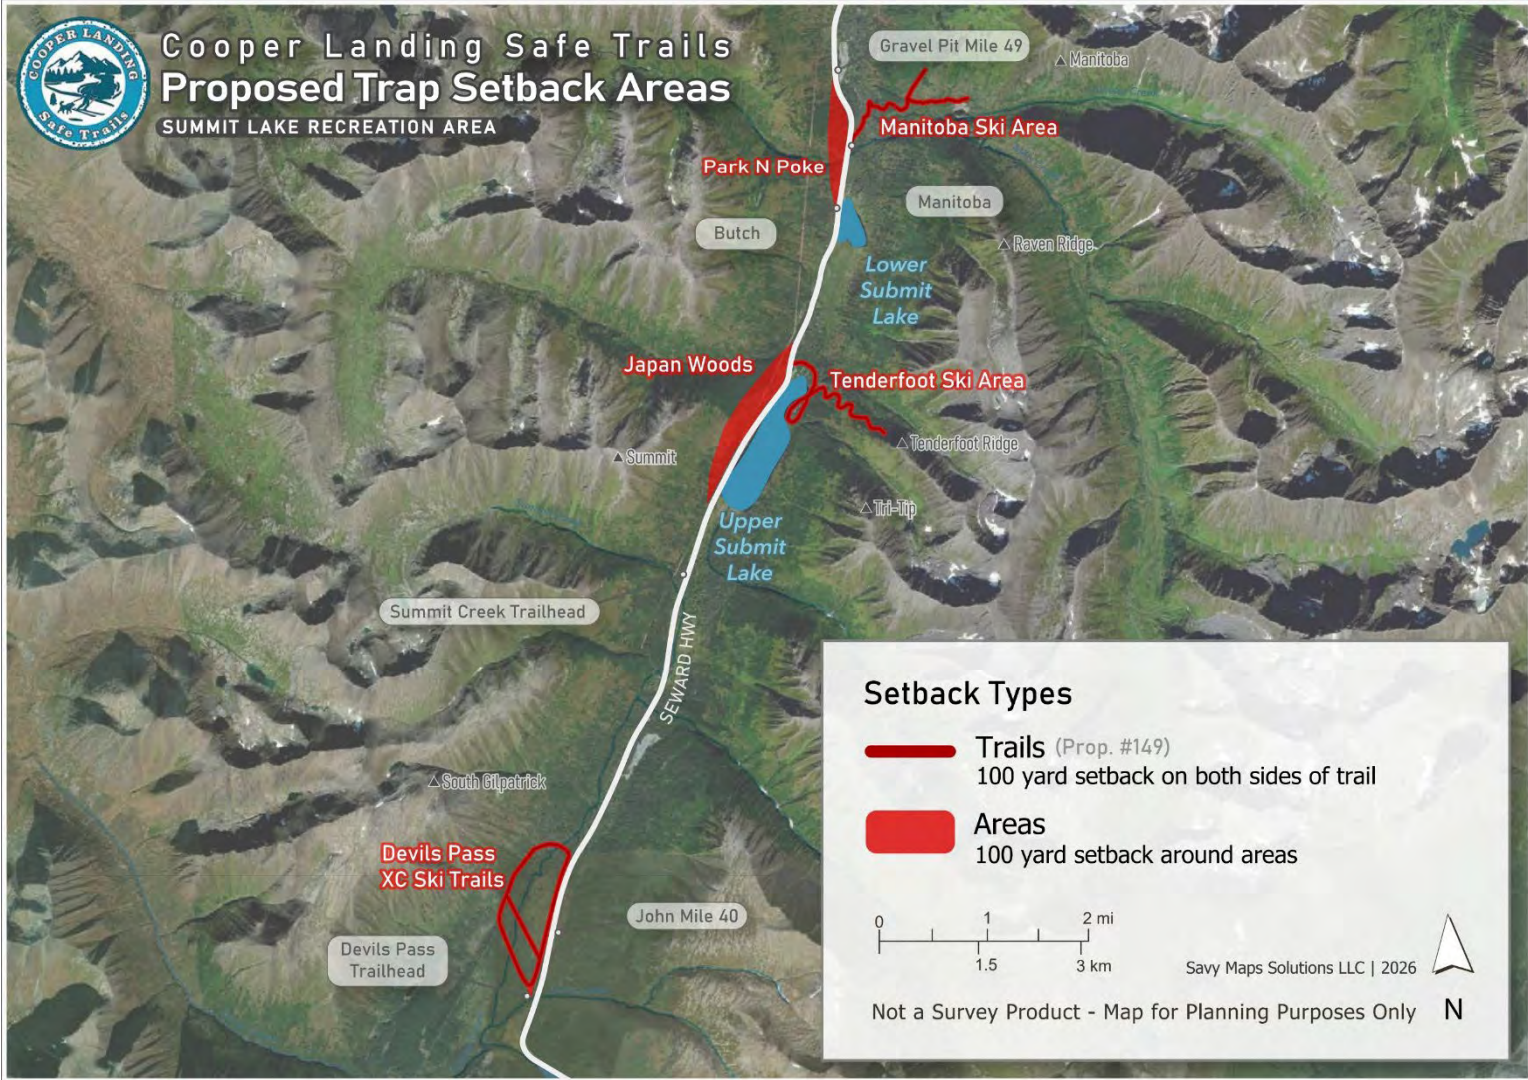 COOPER LANDING
Safe Trails
Cooper Landing Safe Trails
Proposed Trap Setback Areas
SUMMIT LAKE RECREATION AREA
Gravel Pit Mile 49
Manitoba
Manitoba Ski Area
Park N Poke
Manitoba
Butch
Raven Ridge
Lower
Submit
Lake
Japan Woods
Tenderfoot Ski Area
Tenderfoot Ridge
Summit
Tri-Tip
Upper
Submit
Lake
Summit Creek Trailhead
SEWARD HWY
South Gilpatrick
Devils Pass
XC Ski Trails
John Mile 40
Devils Pass
Trailhead
Setback Types
Trails (Prop. #149)
100 yard setback on both sides of trail
Areas
100 yard setback around areas
0 1 2 mi
1.5 3 km
Savy Maps Solutions LLC | 2026
Not a Survey Product - Map for Planning Purposes Only
N